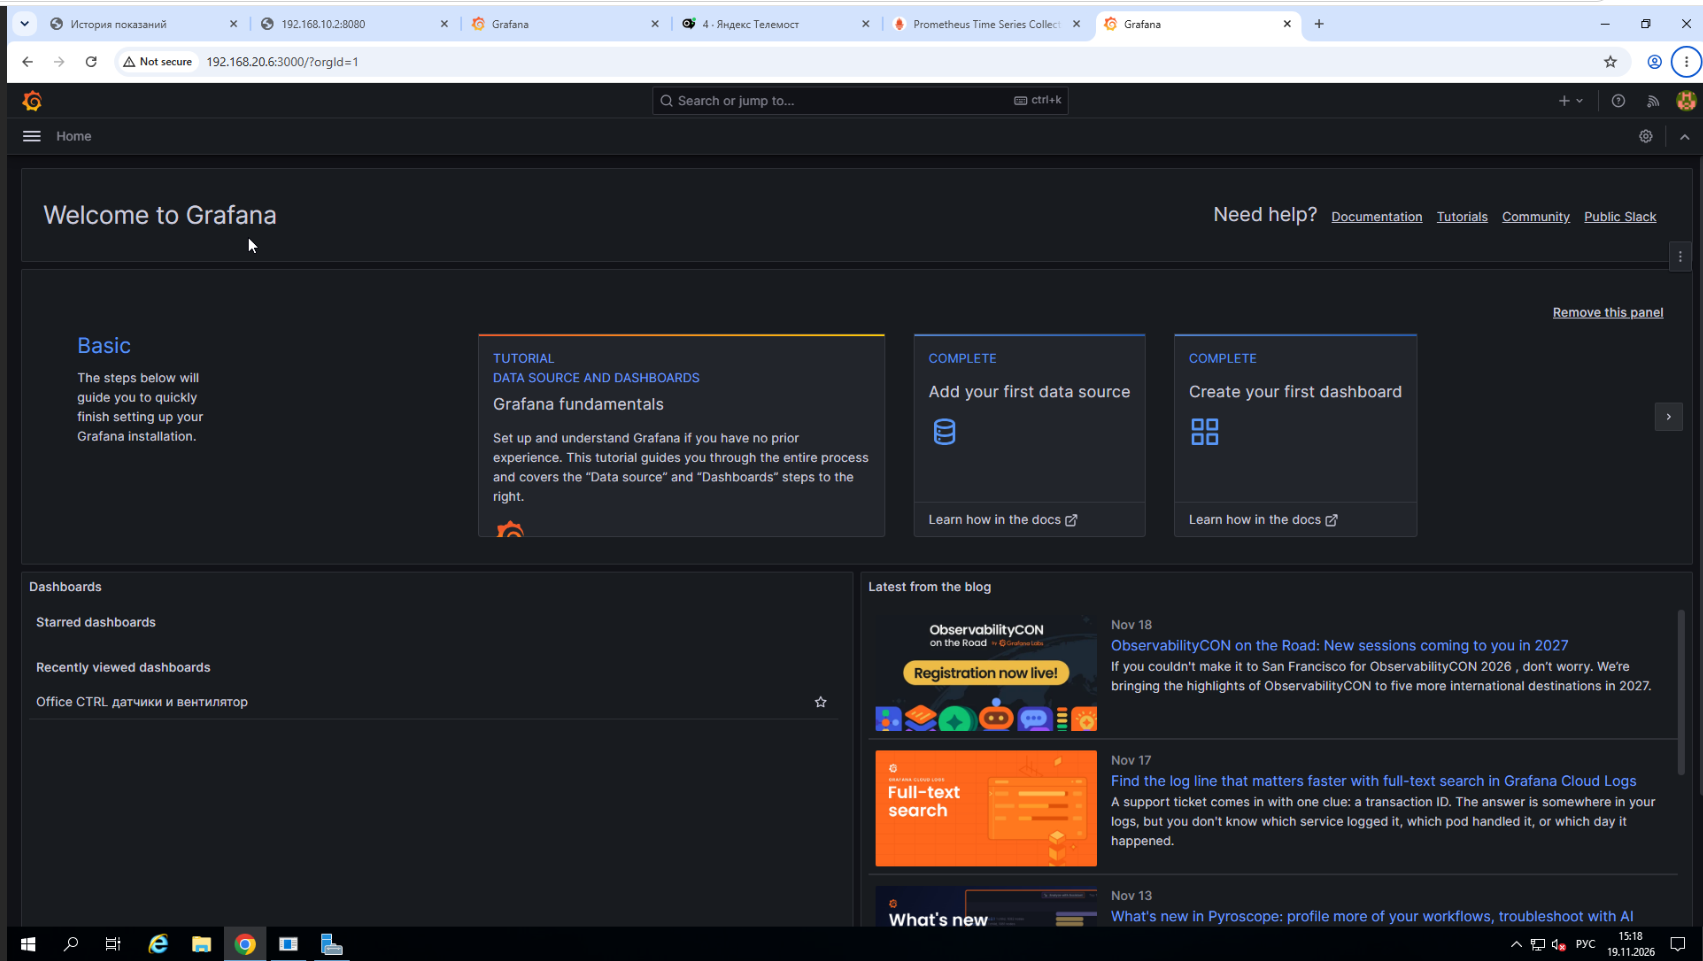 История показаний
192.168.10.2:8080
Grafana
4 · Яндекс Телемост
Prometheus Time Series Collect
Grafana
Not secure
192.168.20.6:3000/?orgId=1
Search or jump to...
ctrl+k
Home
Welcome to Grafana
Need help?
Documentation
Tutorials
Community
Public Slack
Remove this panel
Basic
The steps below will
guide you to quickly
finish setting up your
Grafana installation.
TUTORIAL
DATA SOURCE AND DASHBOARDS
Grafana fundamentals
Set up and understand Grafana if you have no prior
experience. This tutorial guides you through the entire process
and covers the “Data source” and “Dashboards” steps to the
right.
COMPLETE
Add your first data source
Learn how in the docs
COMPLETE
Create your first dashboard
Learn how in the docs
Dashboards
Starred dashboards
Recently viewed dashboards
Office CTRL датчики и вентилятор
Latest from the blog
ObservabilityCON
on the Road by Grafana Labs
Registration now live!
Nov 18
ObservabilityCON on the Road: New sessions coming to you in 2027
If you couldn't make it to San Francisco for ObservabilityCON 2026 , don’t worry. We’re
bringing the highlights of ObservabilityCON to five more international destinations in 2027.
GRAFANA CLOUD LOGS
Full-text
search
Nov 17
Find the log line that matters faster with full-text search in Grafana Cloud Logs
A support ticket comes in with one clue: a transaction ID. The answer is somewhere in your
logs, but you don't know which service logged it, which pod handled it, or which day it
happened.
What's new
Nov 13
What's new in Pyroscope: profile more of your workflows, troubleshoot with AI
РУС
15:18
19.11.2026